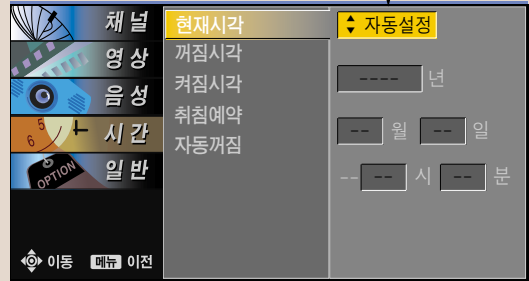 채널
영상
음성
시간
일반
6 5
OPTION
이동 메뉴 이전
현재시각
꺼짐시각
켜짐시각
취침예약
자동꺼짐
자동설정
---- 년
-- 월 -- 일
-- -- 시 -- 분